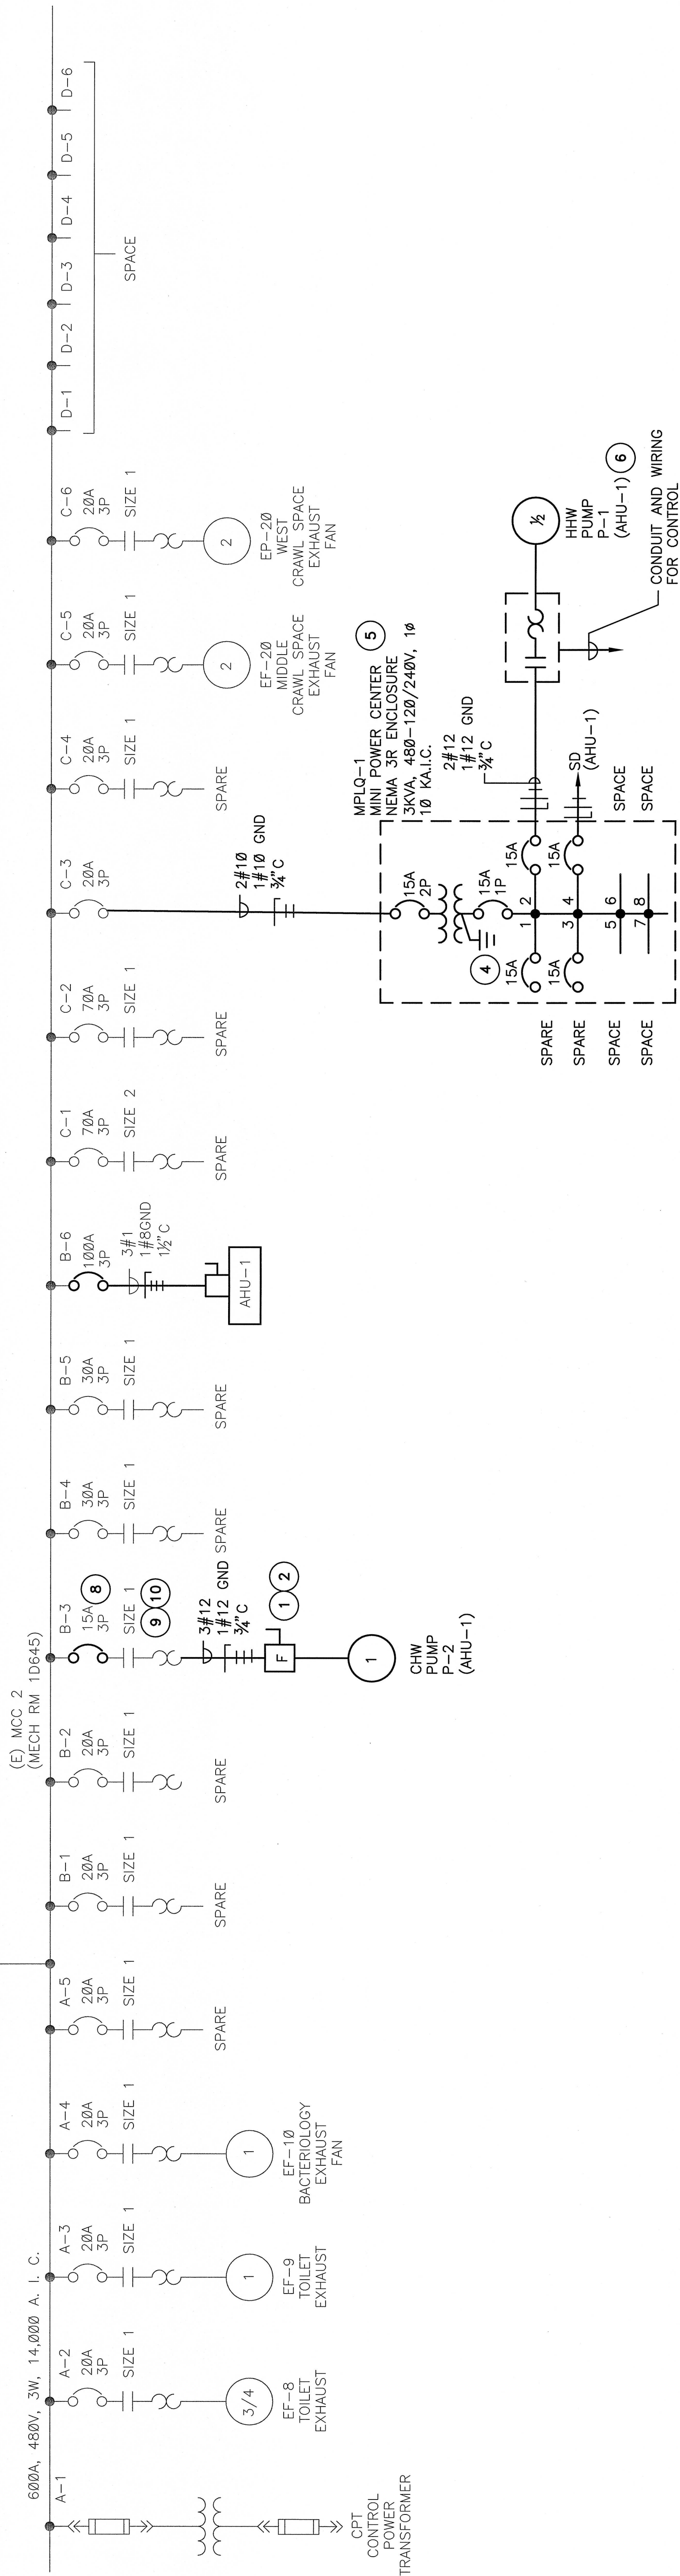 600A, 480V, 3W, 14,000 A. I. C.
(E) MCC 2
(MECH RM 1D645)
A-1
CPT
CONTROL
POWER
TRANSFORMER
A-2
20A
3P
SIZE 1
3/4
EF-8
TOILET
EXHAUST
A-3
20A
3P
SIZE 1
1
EF-9
TOILET
EXHAUST
A-4
20A
3P
SIZE 1
1
EF-10
BACTERIOLOGY
EXHAUST
FAN
A-5
20A
3P
SIZE 1
SPARE
B-1
20A
3P
SIZE 1
SPARE
B-2
20A
3P
SIZE 1
SPARE
B-3
15A
3P
8
SIZE 1
9 10
3#12
1#12 GND
3/4"C
F
1 2
1
CHW
PUMP
P-2
(AHU-1)
B-4
30A
3P
SIZE 1
SPARE
B-5
30A
3P
SIZE 1
SPARE
B-6
100A
3P
3#1
1#8GND
1½"C
AHU-1
C-1
70A
3P
SIZE 2
SPARE
C-2
70A
3P
SIZE 1
SPARE
C-3
20A
3P
2#10
1#10 GND
¾"C
MPLQ-1
MINI POWER CENTER 5
NEMA 3R ENCLOSURE
3KVA, 480-120/240V, 1Ø
10 KA.I.C.
15A
2P
4
15A
1P
15A
1 2
15A
15A
3 4
15A
5 6
7 8
SPARE
SPARE
SPACE
SPACE
2#12
1#12 GND
¾"C
SD
(AHU-1)
SPACE
SPACE
½
HHW
PUMP
P-1
(AHU-1) 6
CONDUIT AND WIRING
FOR CONTROL
C-4
20A
3P
SIZE 1
SPARE
C-5
20A
3P
SIZE 1
2
EF-20
MIDDLE
CRAWL SPACE
EXHAUST
FAN
C-6
20A
3P
SIZE 1
2
EP-20
WEST
CRAWL SPACE
EXHAUST
FAN
D-1
D-2
D-3
D-4
D-5
D-6
SPACE